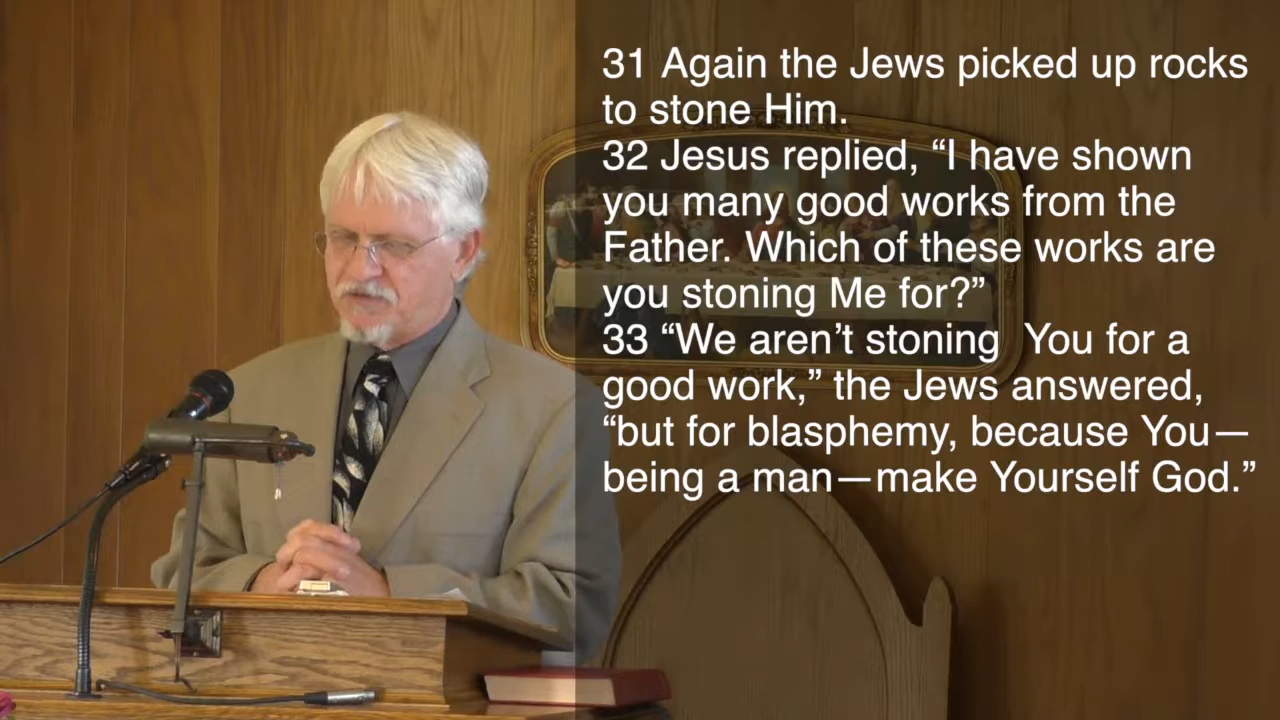 31 Again the Jews picked up rocks
to stone Him.
32 Jesus replied, “I have shown
you many good works from the
Father. Which of these works are
you stoning Me for?”
33 “We aren’t stoning  You for a
good work,” the Jews answered,
“but for blasphemy, because You—
being a man—make Yourself God.”